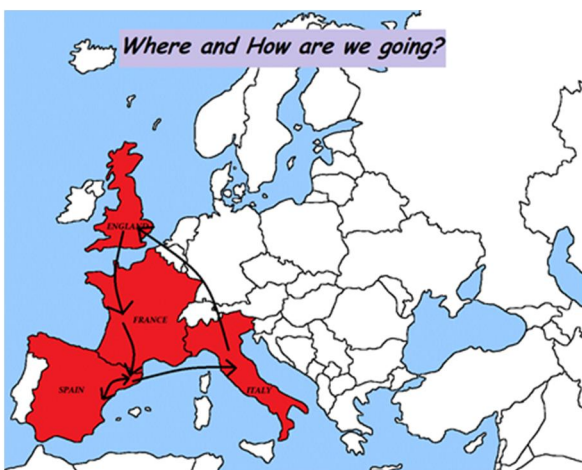 Where and How are we going?
ENGLAND
FRANCE
SPAIN
ITALY